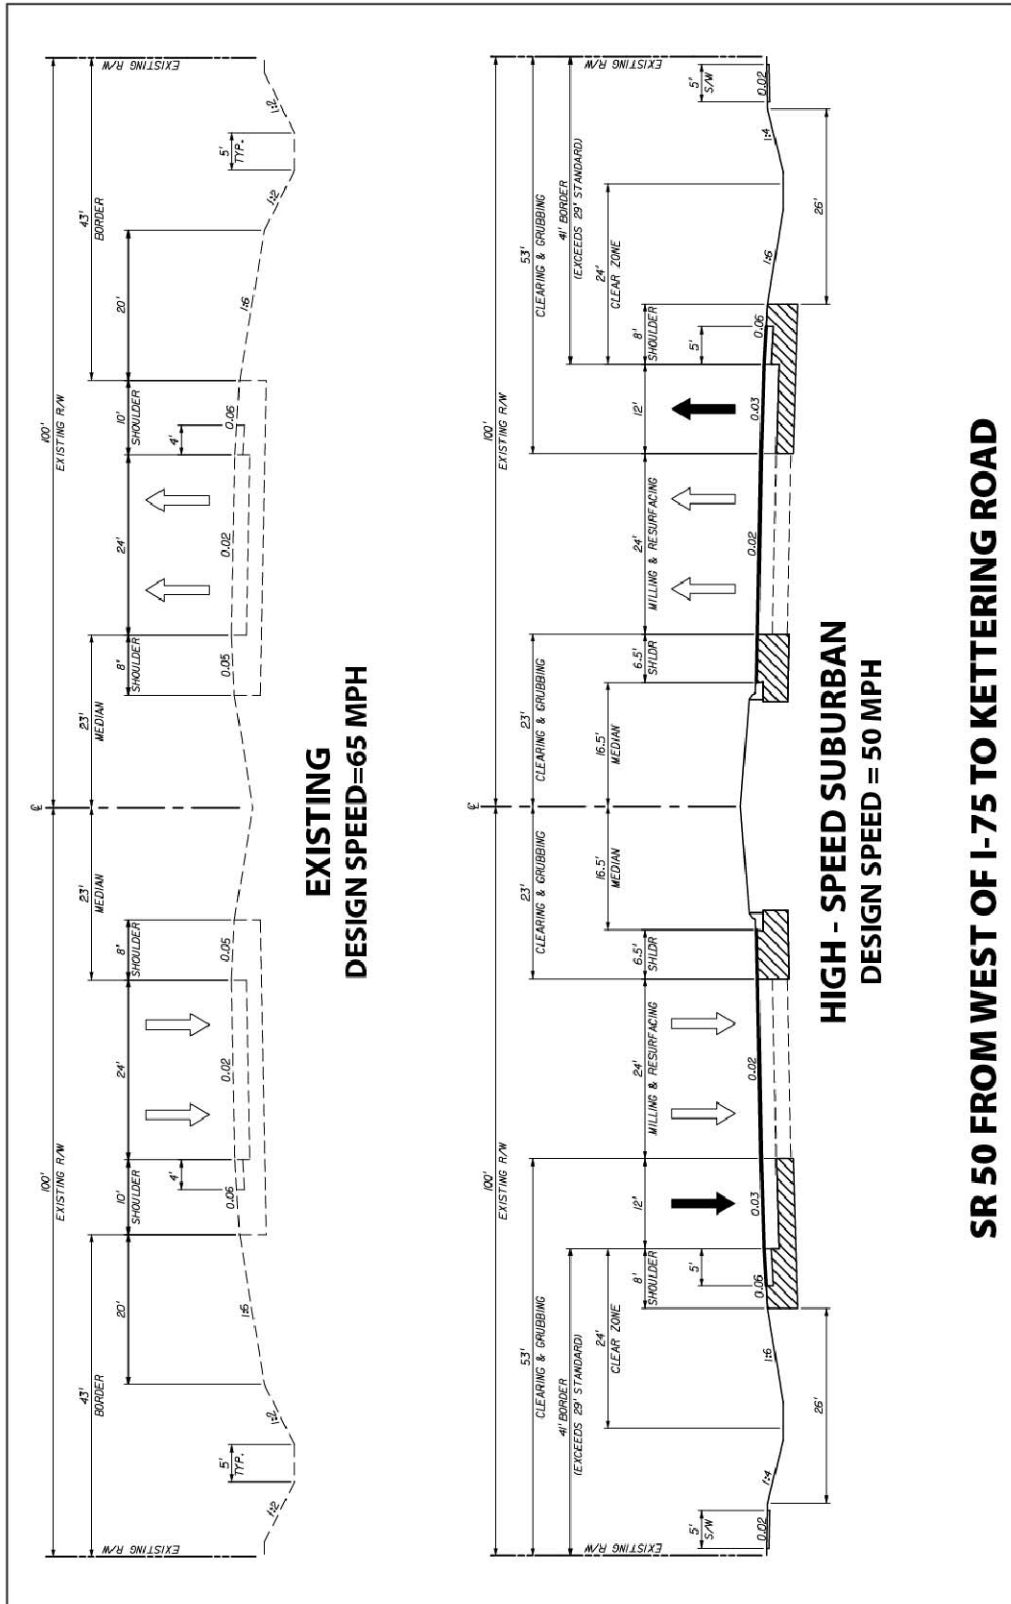 100'
EXISTING R/W
℄
100'
EXISTING R/W
43'
BORDER
23'
MEDIAN
23'
MEDIAN
43'
BORDER
EXISTING R/W
20'
10'
SHOULDER
24'
8'
SHOULDER
8'
SHOULDER
24'
10'
SHOULDER
20'
EXISTING R/W
5'
TYP.
4'
4'
5'
TYP.
1:2
1:2
1:6
0.06
0.02
0.05
0.05
0.02
0.06
1:6
1:2
1:2
EXISTING
DESIGN SPEED=65 MPH
100'
EXISTING R/W
℄
100'
EXISTING R/W
53'
CLEARING & GRUBBING
23'
CLEARING & GRUBBING
23'
CLEARING & GRUBBING
53'
CLEARING & GRUBBING
41' BORDER
(EXCEEDS 29' STANDARD)
41' BORDER
(EXCEEDS 29' STANDARD)
EXISTING R/W
24'
CLEAR ZONE
16.5'
MEDIAN
16.5'
MEDIAN
24'
CLEAR ZONE
EXISTING R/W
8'
SHOULDER
12'
24'
MILLING & RESURFACING
6.5'
SHLDR
6.5'
SHLDR
24'
MILLING & RESURFACING
12'
8'
SHOULDER
5'
S/W
5'
5'
5'
S/W
0.02
1:4
1:6
0.06
0.03
0.02
0.02
0.03
0.06
1:6
1:4
0.02
26'
26'
HIGH - SPEED SUBURBAN
DESIGN SPEED = 50 MPH
SR 50 FROM WEST OF I-75 TO KETTERING ROAD